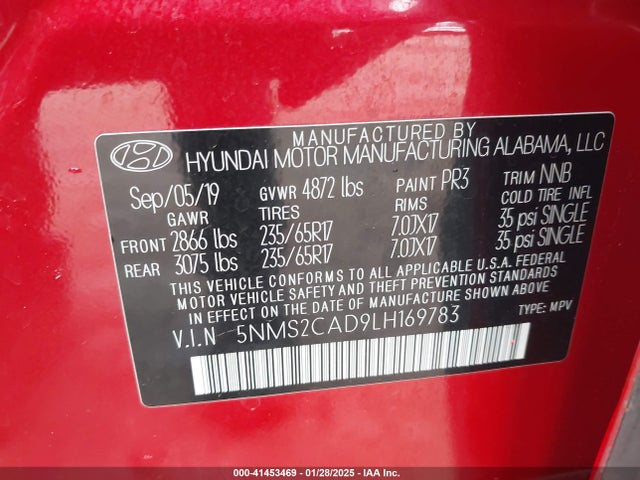 MANUFACTURED BY
HYUNDAI MOTOR MANUFACTURING ALABAMA, LLC
Sep/05/19 GVWR 4872 lbs PAINT PR3 TRIM NNB
GAWR TIRES RIMS COLD TIRE INFL
FRONT 2866 lbs 235/65R17 7.0JX17 35 psi SINGLE
REAR 3075 lbs 235/65R17 7.0JX17 35 psi SINGLE
THIS VEHICLE CONFORMS TO ALL APPLICABLE U.S.A. FEDERAL
MOTOR VEHICLE SAFETY AND THEFT PREVENTION STANDARDS
IN EFFECT ON THE DATE OF MANUFACTURE SHOWN ABOVE.
V.I.N 5NMS2CAD9LH169783 TYPE: MPV
000-41453469 | 01/28/2025 | IAA Inc.